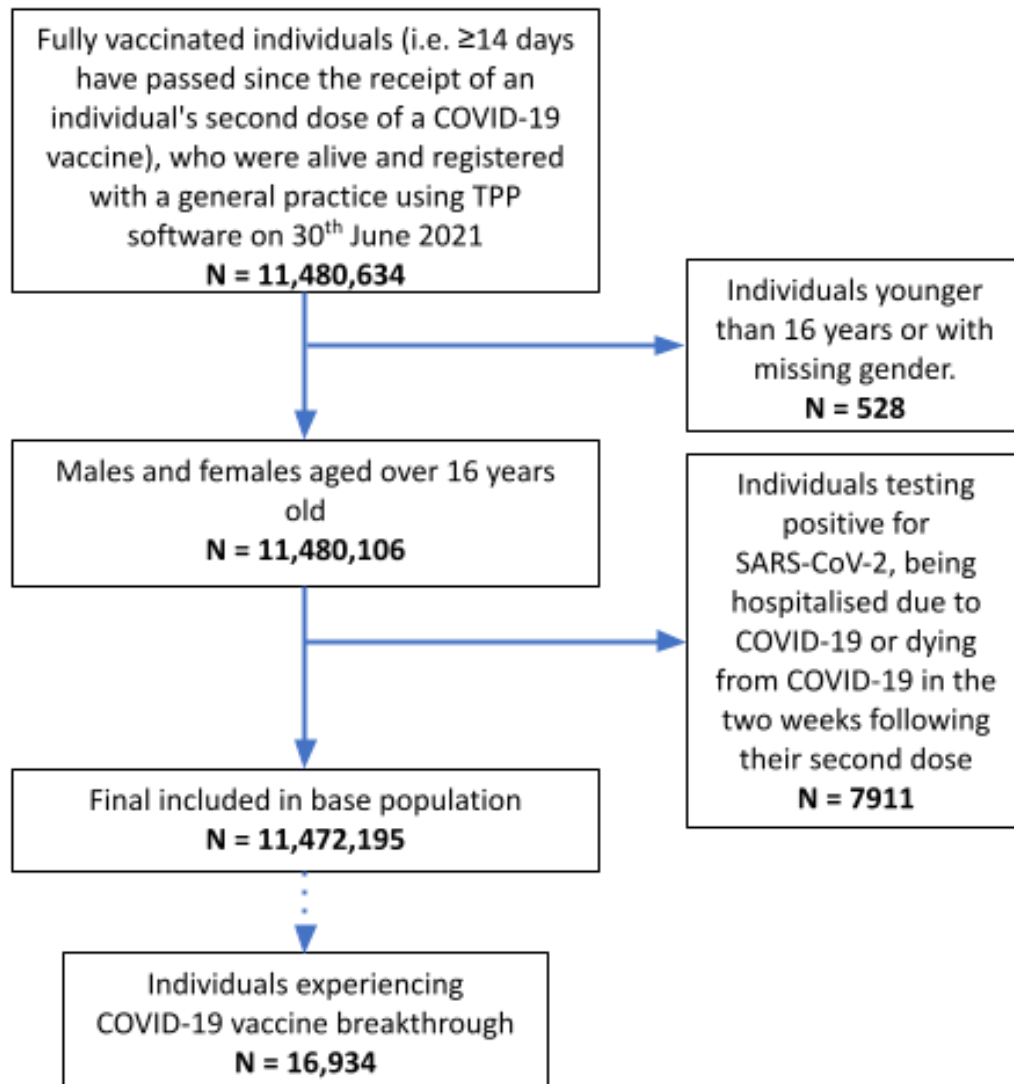 Fully vaccinated individuals (i.e. ≥14 days
have passed since the receipt of an
individual's second dose of a COVID-19
vaccine), who were alive and registered
with a general practice using TPP
software on 30th June 2021
N = 11,480,634
Individuals younger
than 16 years or with
missing gender.
N = 528
Males and females aged over 16 years
old
N = 11,480,106
Individuals testing
positive for
SARS-CoV-2, being
hospitalised due to
COVID-19 or dying
from COVID-19 in the
two weeks following
their second dose
N = 7911
Final included in base population
N = 11,472,195
Individuals experiencing
COVID-19 vaccine breakthrough
N = 16,934